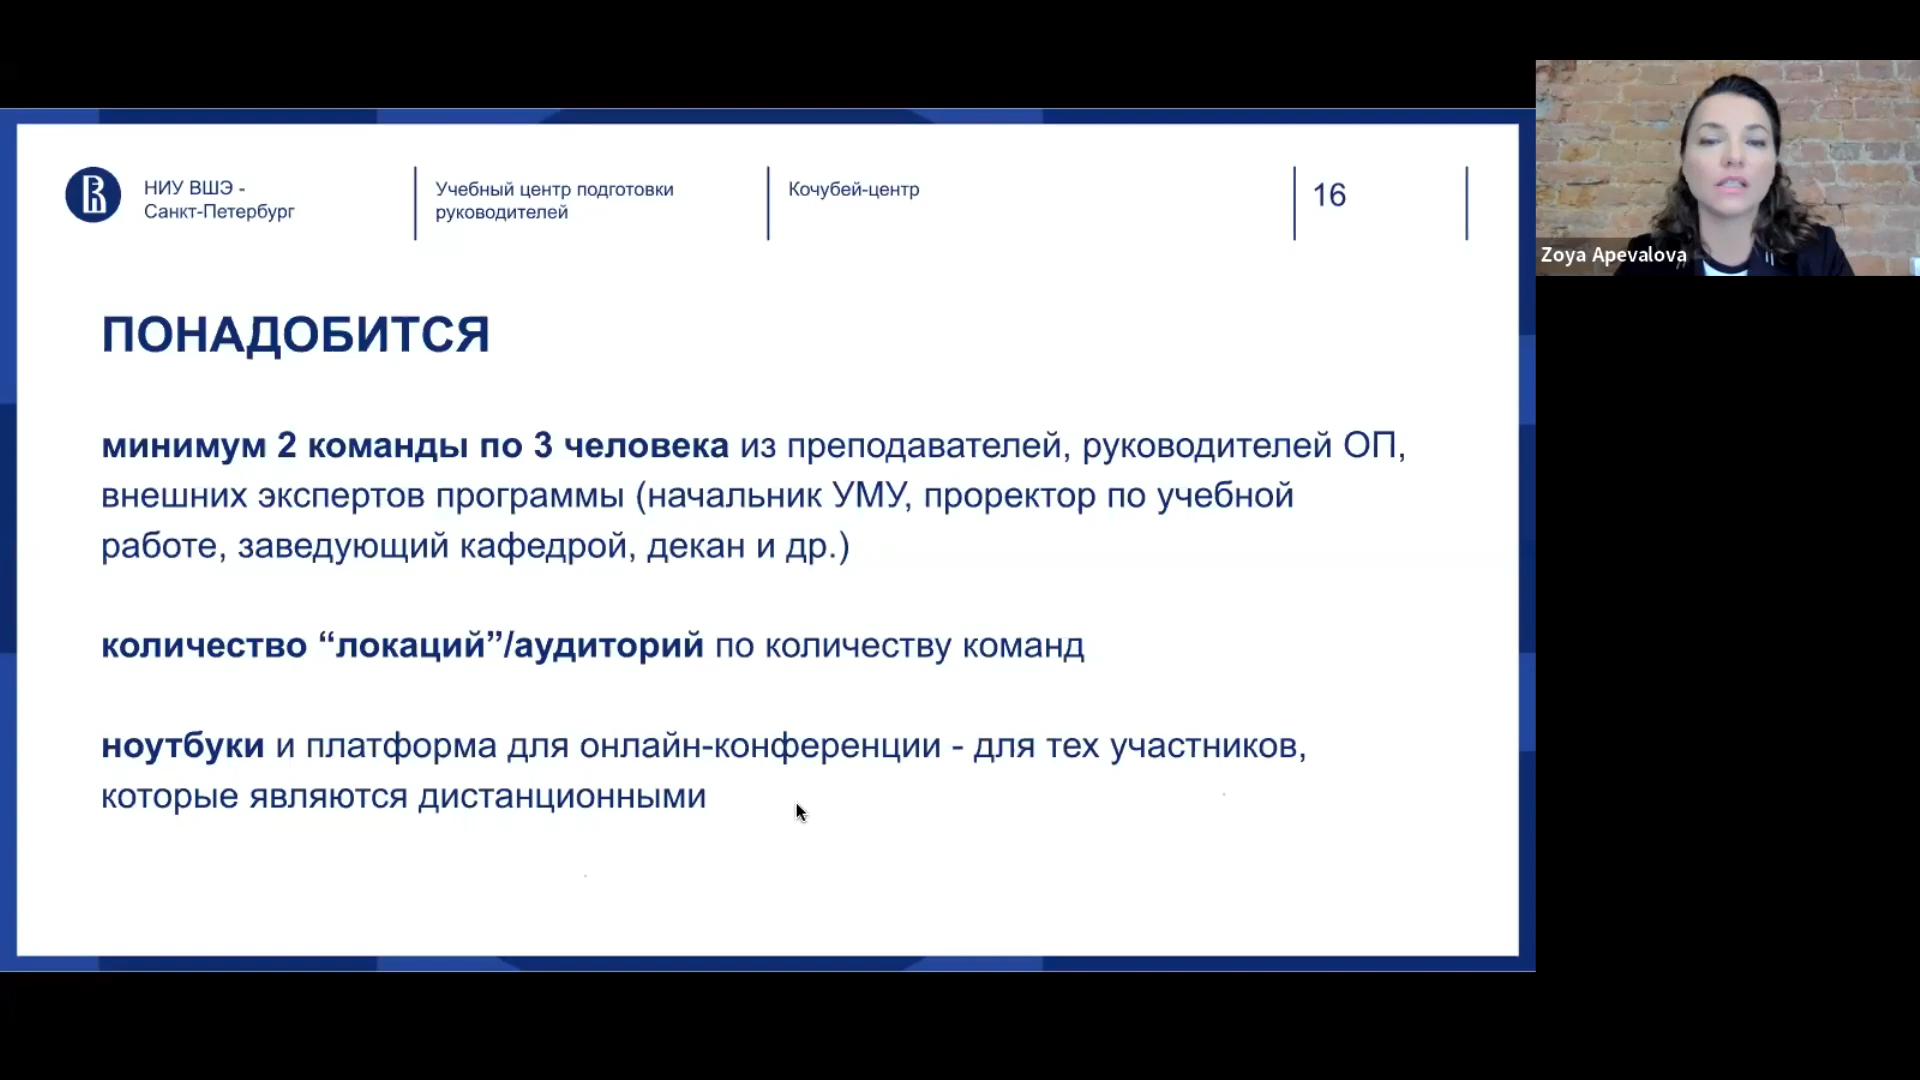 НИУ ВШЭ -
Санкт-Петербург
Учебный центр подготовки
руководителей
Кочубей-центр
16
Zoya Apevalova
ПОНАДОБИТСЯ
минимум 2 команды по 3 человека из преподавателей, руководителей ОП,
внешних экспертов программы (начальник УМУ, проректор по учебной
работе, заведующий кафедрой, декан и др.)
количество “локаций”/аудиторий по количеству команд
ноутбуки и платформа для онлайн-конференции - для тех участников,
которые являются дистанционными